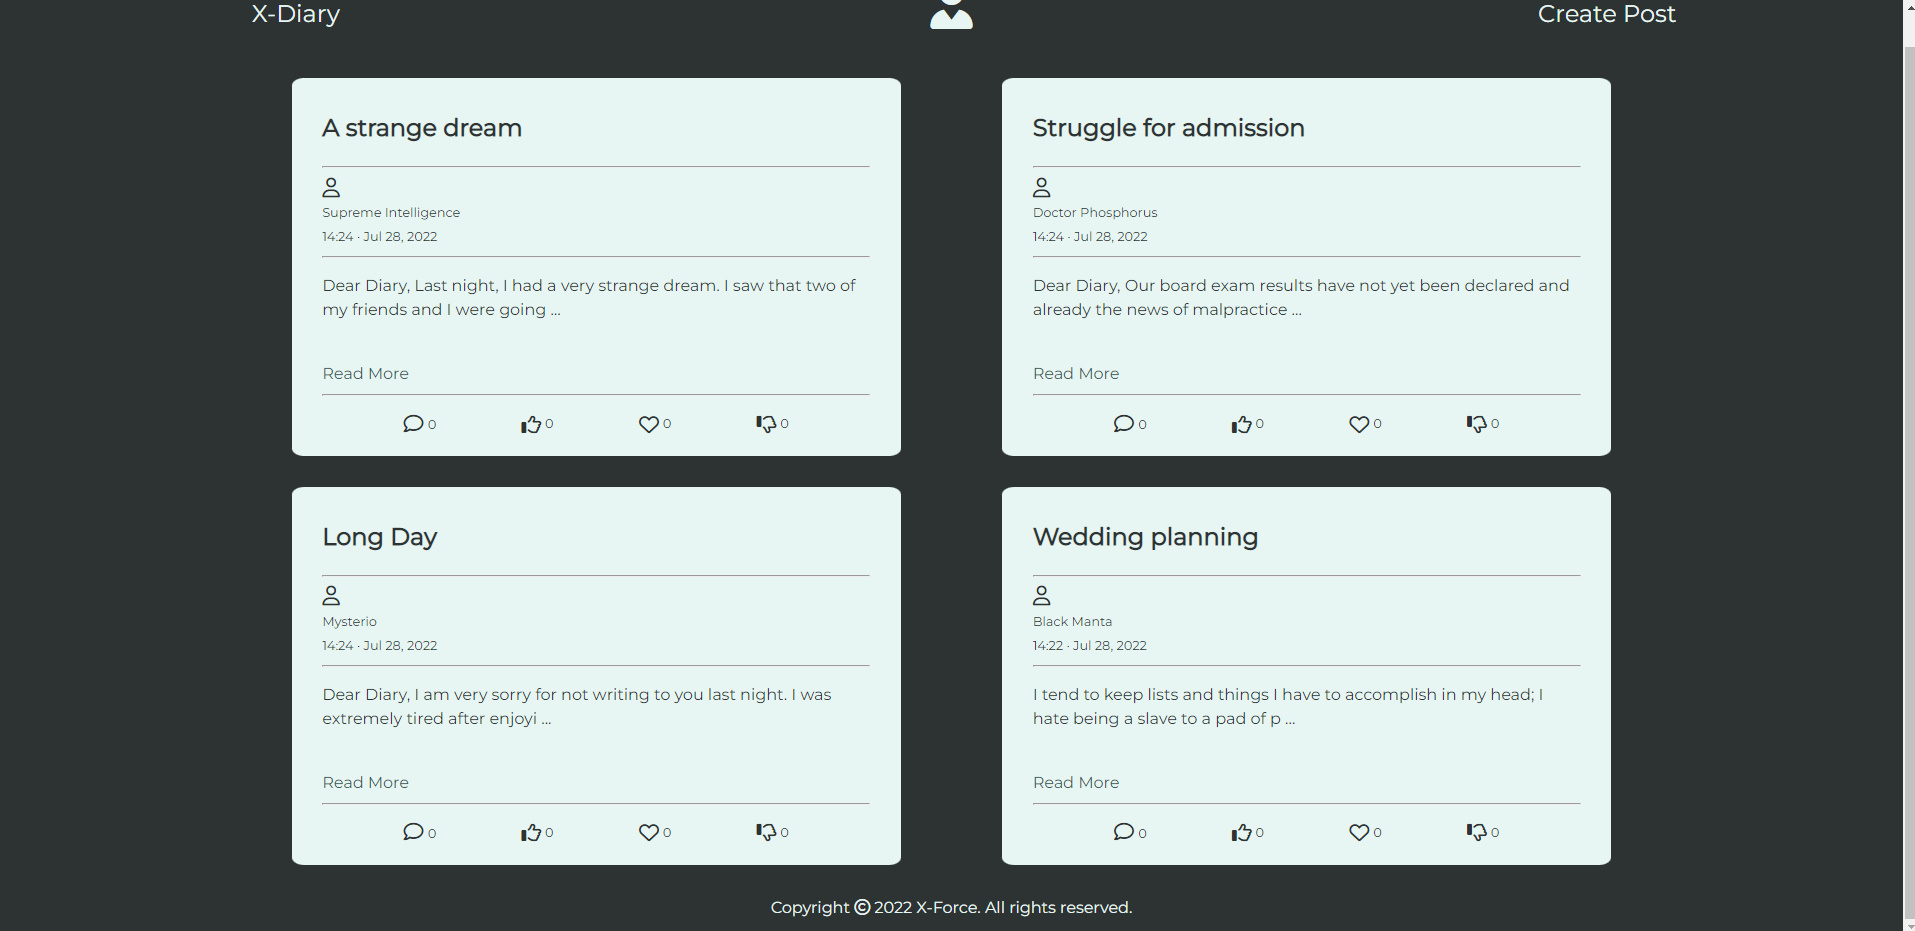 X-Diary
Create Post
A strange dream
Supreme Intelligence
14:24 · Jul 28, 2022
Dear Diary, Last night, I had a very strange dream. I saw that two of
my friends and I were going ...
Read More
0 0 0 0
Struggle for admission
Doctor Phosphorus
14:24 · Jul 28, 2022
Dear Diary, Our board exam results have not yet been declared and
already the news of malpractice ...
Read More
0 0 0 0
Long Day
Mysterio
14:24 · Jul 28, 2022
Dear Diary, I am very sorry for not writing to you last night. I was
extremely tired after enjoyi ...
Read More
0 0 0 0
Wedding planning
Black Manta
14:22 · Jul 28, 2022
I tend to keep lists and things I have to accomplish in my head; I
hate being a slave to a pad of p ...
Read More
0 0 0 0
Copyright © 2022 X-Force. All rights reserved.